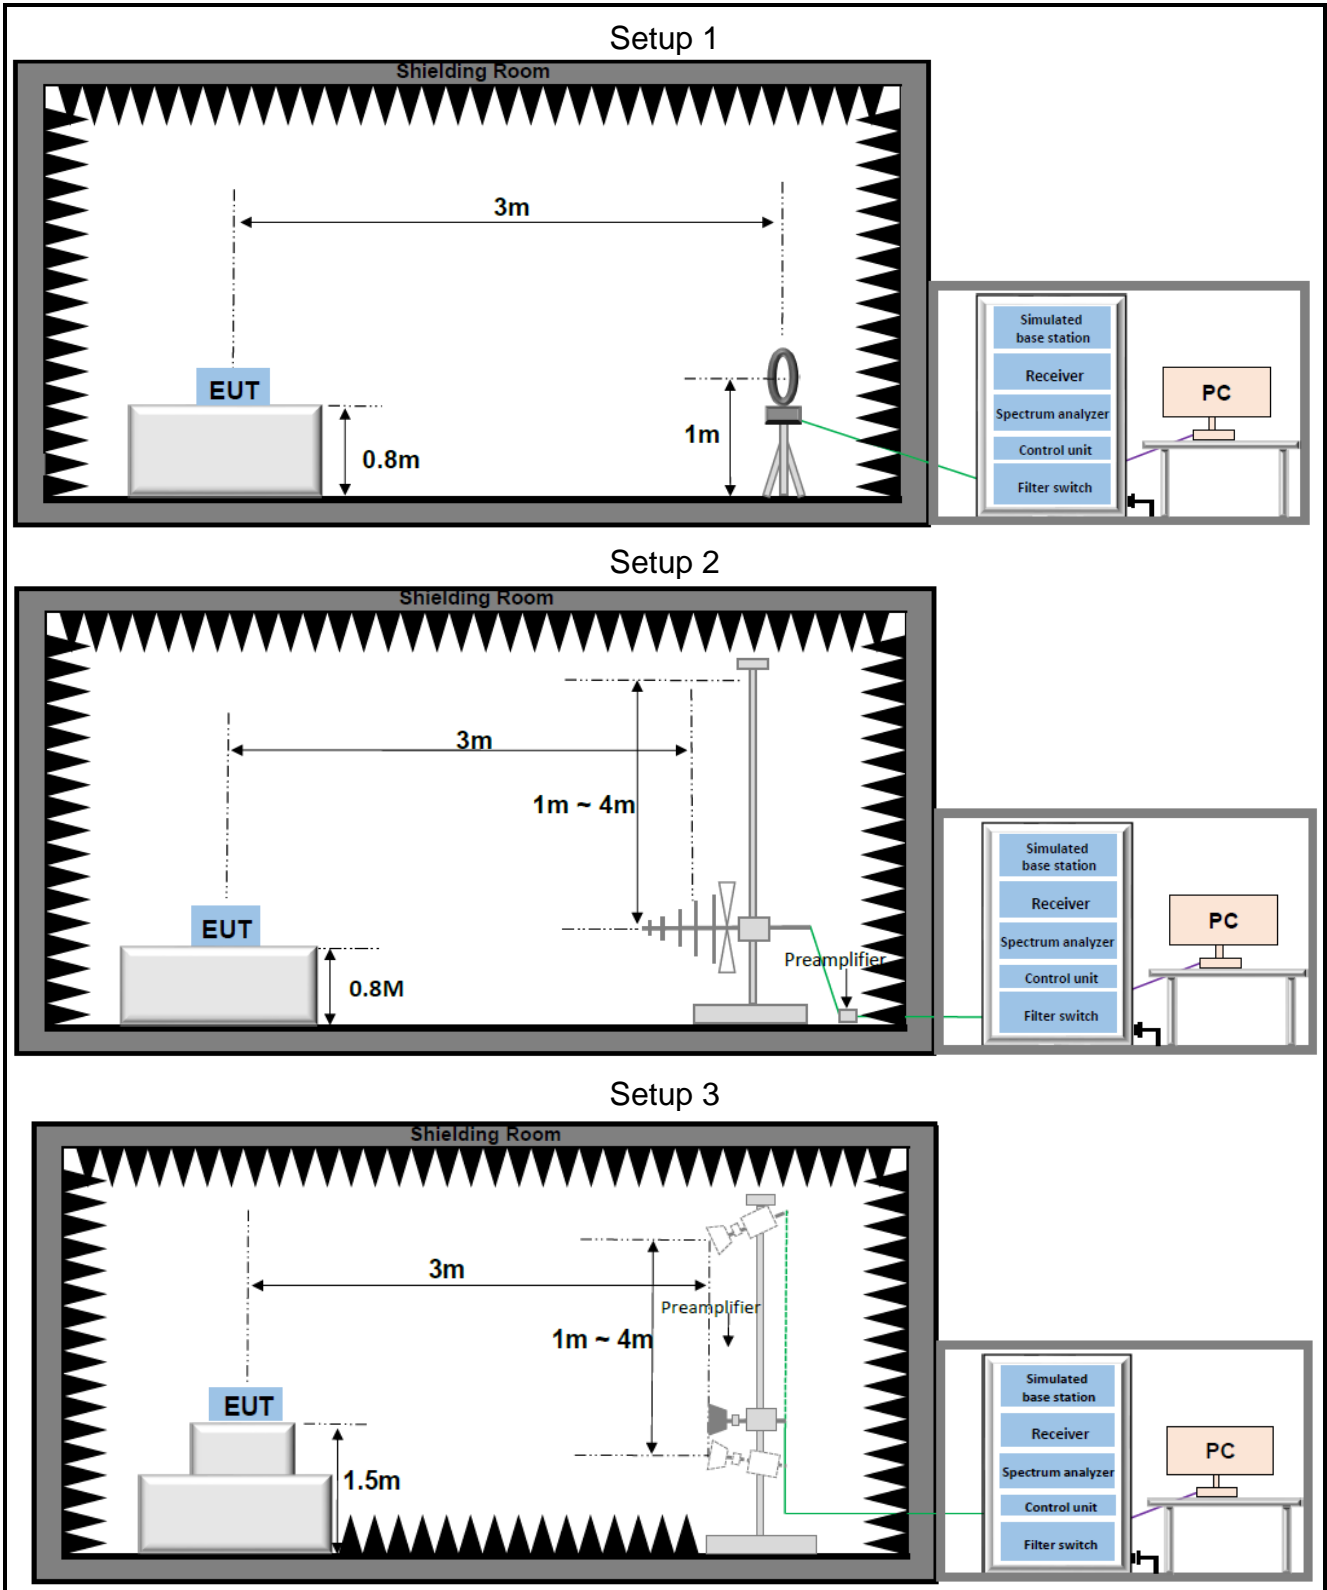 Setup 1
Shielding Room
3m
EUT
0.8m
1m
Simulated
base station
Receiver
Spectrum analyzer
Control unit
Filter switch
PC
Setup 2
Shielding Room
3m
1m ~ 4m
EUT
0.8M
Preamplifier
Simulated
base station
Receiver
Spectrum analyzer
Control unit
Filter switch
PC
Setup 3
Shielding Room
3m
Preamplifier
1m ~ 4m
EUT
1.5m
Simulated
base station
Receiver
Spectrum analyzer
Control unit
Filter switch
PC